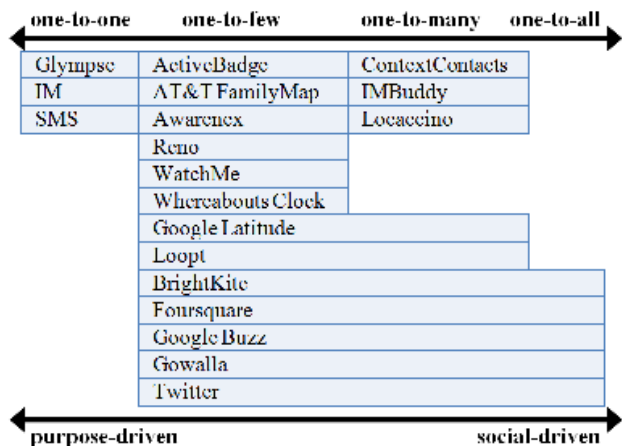 one-to-one one-to-few one-to-many one-to-all
Glympse ActiveBadge ContextContacts
IM AT&T FamilyMap IMBuddy
SMS Awarenex Locaccino
Reno
WatchMe
Whereabouts Clock
Google Latitude
Loopt
BrightKite
Foursquare
Google Buzz
Gowalla
Twitter
purpose-driven social-driven